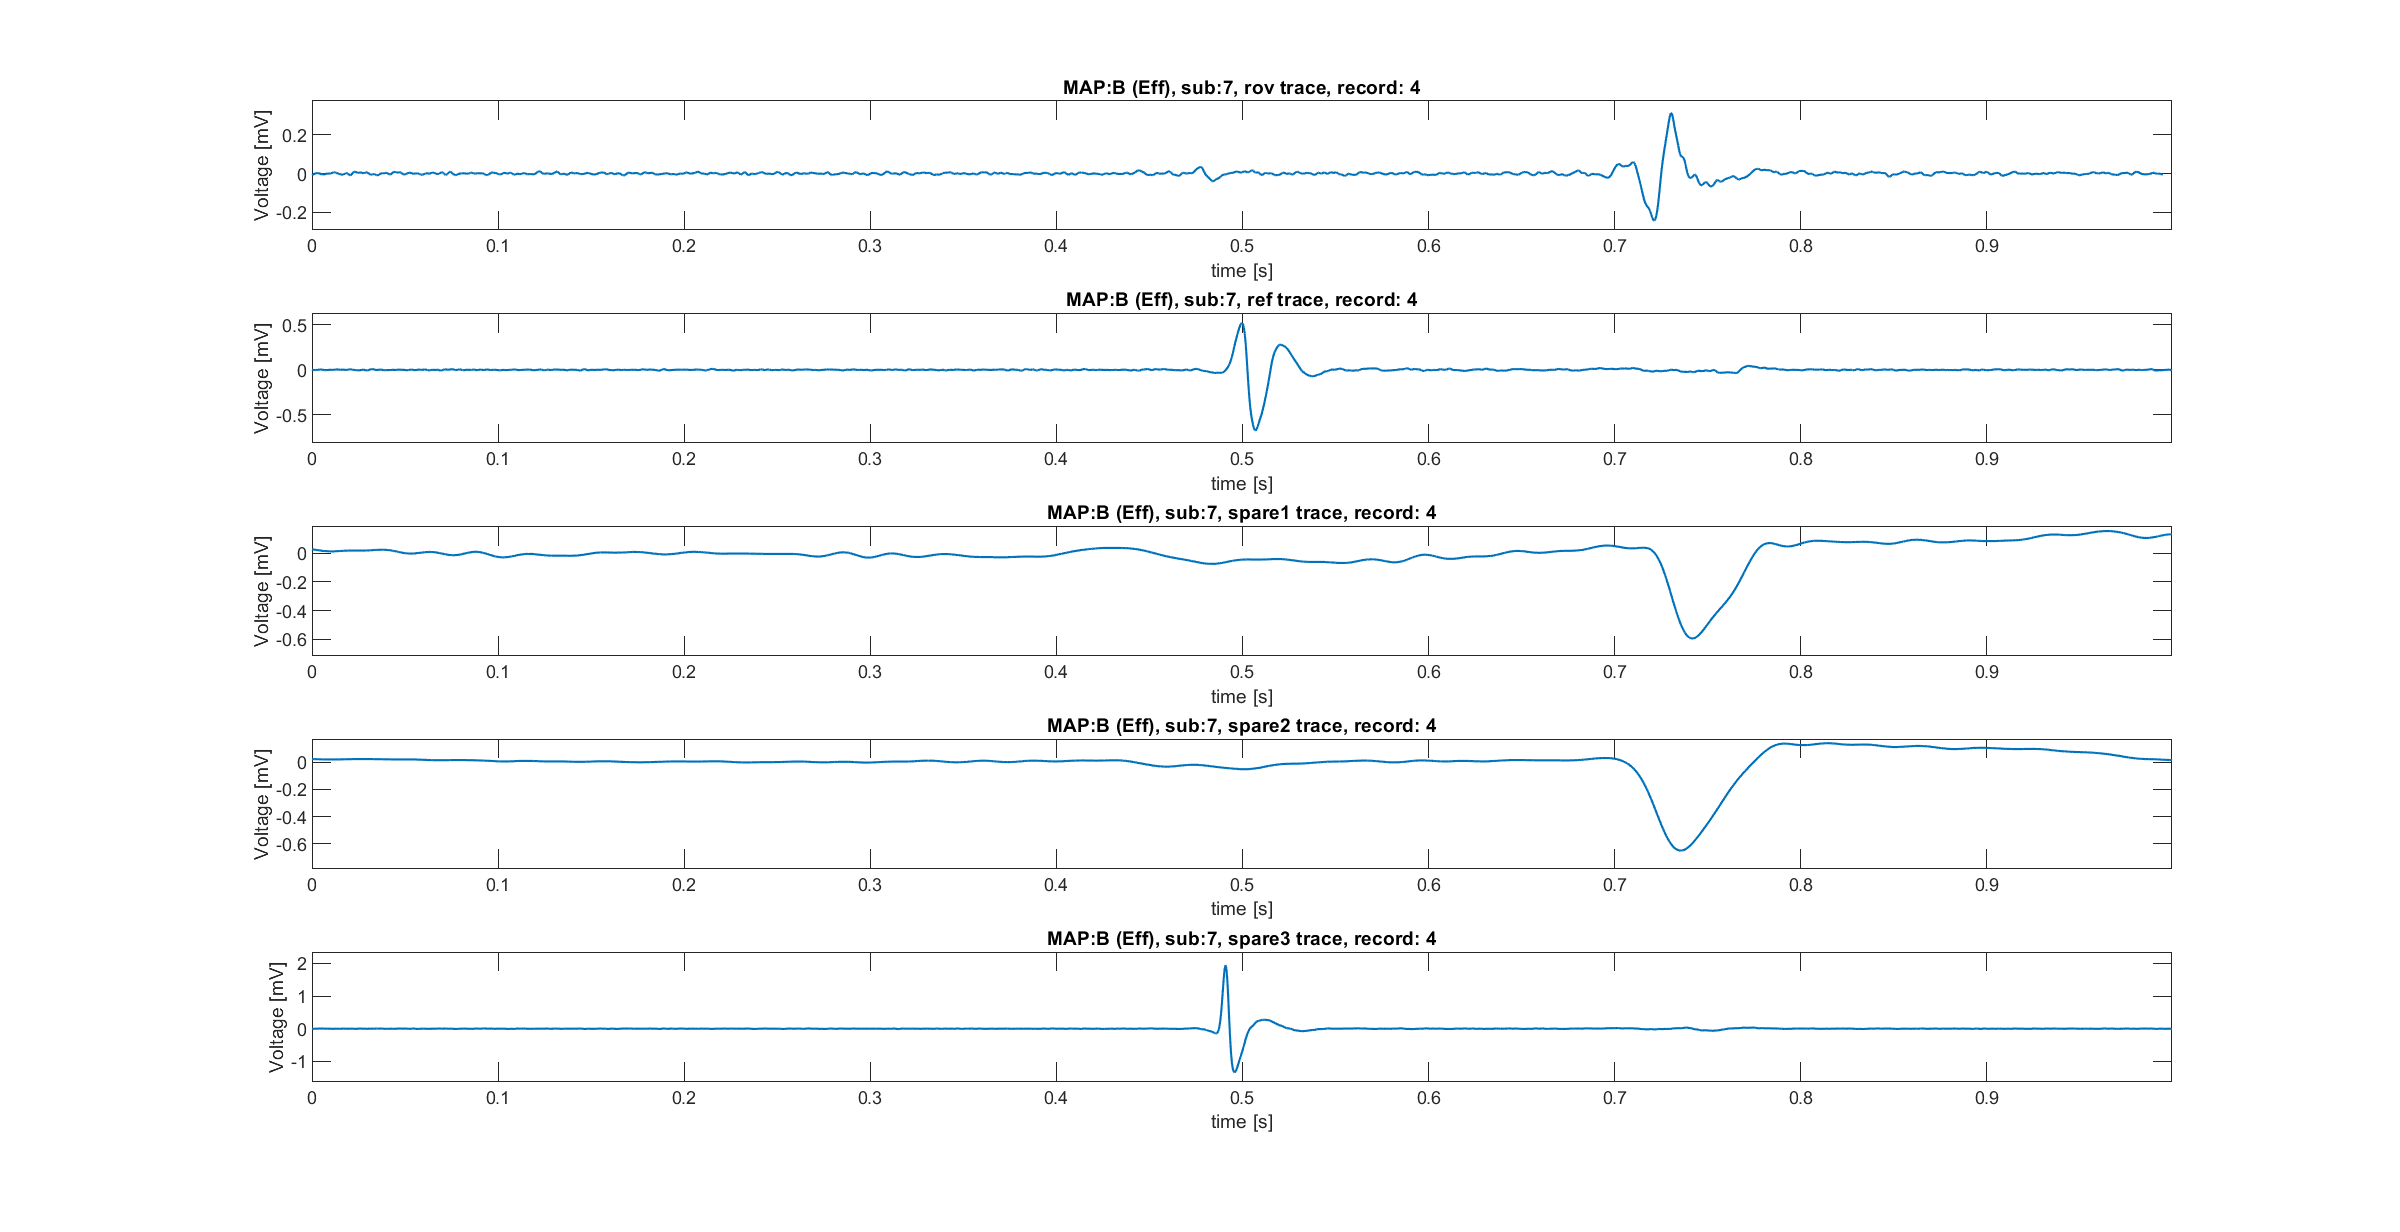 MAP:B (Eff), sub:7, rov trace, record: 4
Voltage [mV]
0.2
0
-0.2
0 0.1 0.2 0.3 0.4 0.5 0.6 0.7 0.8 0.9
time [s]
MAP:B (Eff), sub:7, ref trace, record: 4
Voltage [mV]
0.5
0
-0.5
0 0.1 0.2 0.3 0.4 0.5 0.6 0.7 0.8 0.9
time [s]
MAP:B (Eff), sub:7, spare1 trace, record: 4
Voltage [mV]
0
-0.2
-0.4
-0.6
0 0.1 0.2 0.3 0.4 0.5 0.6 0.7 0.8 0.9
time [s]
MAP:B (Eff), sub:7, spare2 trace, record: 4
Voltage [mV]
0
-0.2
-0.4
-0.6
0 0.1 0.2 0.3 0.4 0.5 0.6 0.7 0.8 0.9
time [s]
MAP:B (Eff), sub:7, spare3 trace, record: 4
Voltage [mV]
2
1
0
-1
0 0.1 0.2 0.3 0.4 0.5 0.6 0.7 0.8 0.9
time [s]